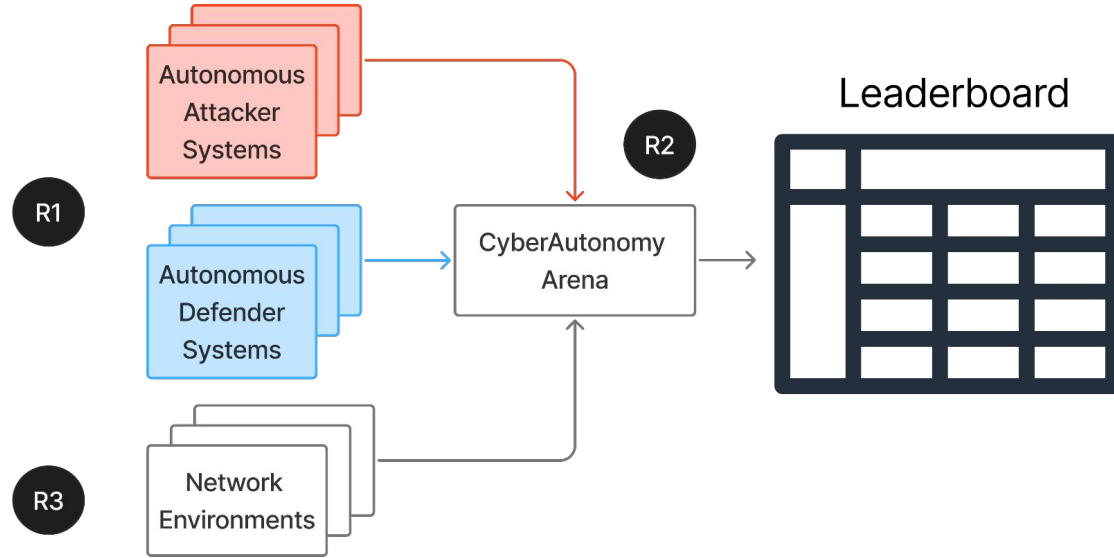 Autonomous
Attacker
Systems
R2
Leaderboard
R1
CyberAutonomy
Arena
Autonomous
Defender
Systems
R3
Network
Environments